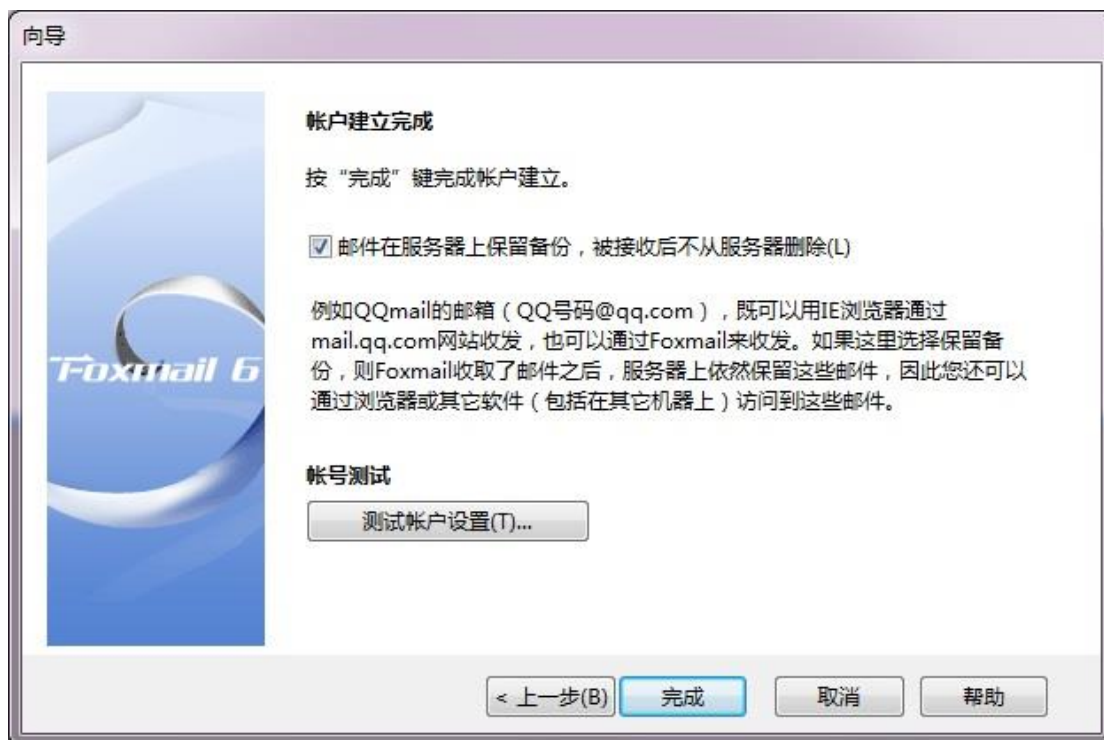 向导
帐户建立完成
按“完成”键完成帐户建立。
邮件在服务器上保留备份，被接收后不从服务器删除(L)
例如QQmail的邮箱（QQ号码@qq.com），既可以用IE浏览器通过
mail.qq.com网站收发，也可以通过Foxmail来收发。如果这里选择保留备
份，则Foxmail收取了邮件之后，服务器上依然保留这些邮件，因此您还可以
通过浏览器或其它软件（包括在其它机器上）访问到这些邮件。
Foxmail 6
帐号测试
测试帐户设置(T)...
< 上一步(B)
完成
取消
帮助